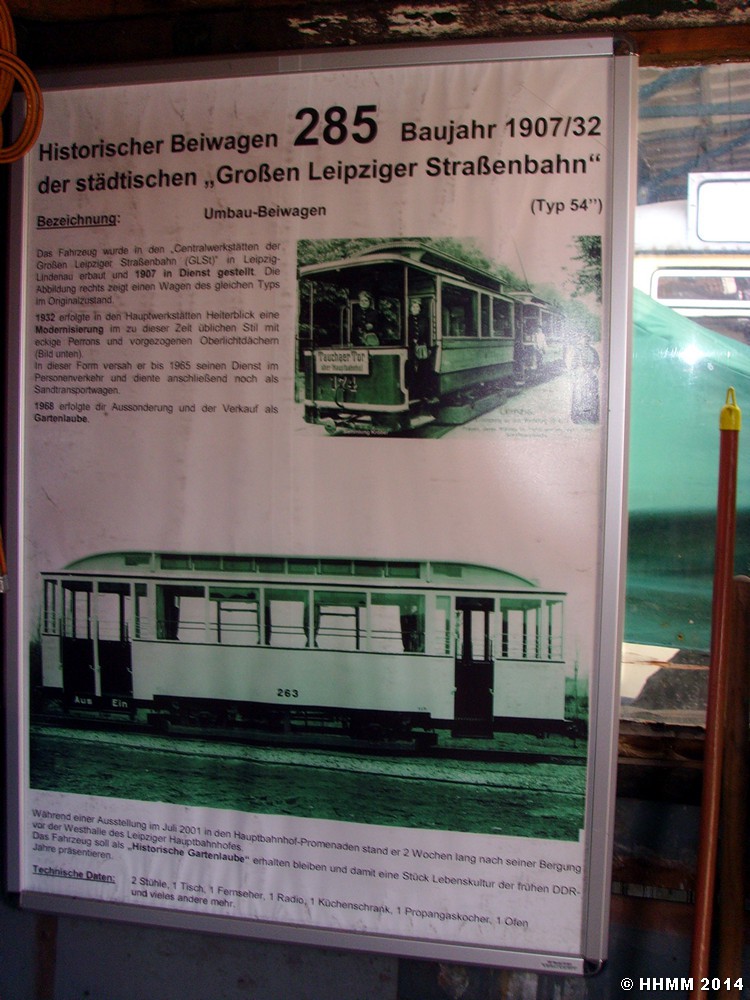 Historischer Beiwagen 285 Baujahr 1907/32
der städtischen „Großen Leipziger Straßenbahn“
Bezeichnung: Umbau-Beiwagen (Typ 54”)
Das Fahrzeug wurde in den „Centralwerkstätten der
Großen Leipziger Straßenbahn (GLSt)“ in Leipzig-
Lindenau erbaut und 1907 in Dienst gestellt. Die
Abbildung rechts zeigt einen Wagen des gleichen Typs
im Originalzustand.
1932 erfolgte in den Hauptwerkstätten Heiterblick eine
Modernisierung im zu dieser Zeit üblichen Stil mit
eckige Perrons und vorgezogenen Oberlichtdächern
(Bild unten).
In dieser Form versah er bis 1965 seinen Dienst im
Personenverkehr und diente anschließend noch als
Sandtransportwagen.
1968 erfolgte die Aussonderung und der Verkauf als
Gartenlaube.
Tauchaer Tor
über Hauptbahnhof
174
Aus Ein
263
Während einer Ausstellung im Juli 2001 in den Hauptbahnhof-Promenaden stand er 2 Wochen lang nach seiner Bergung
vor der Westhalle des Leipziger Hauptbahnhofes.
Das Fahrzeug soll als „Historische Gartenlaube“ erhalten bleiben und damit eine Stück Lebenskultur der frühen DDR-
Jahre präsentieren.
Technische Daten: 2 Stühle, 1 Tisch, 1 Fernseher, 1 Radio, 1 Küchenschrank, 1 Propangaskocher, 1 Ofen
und vieles andere mehr.
© HHMM 2014